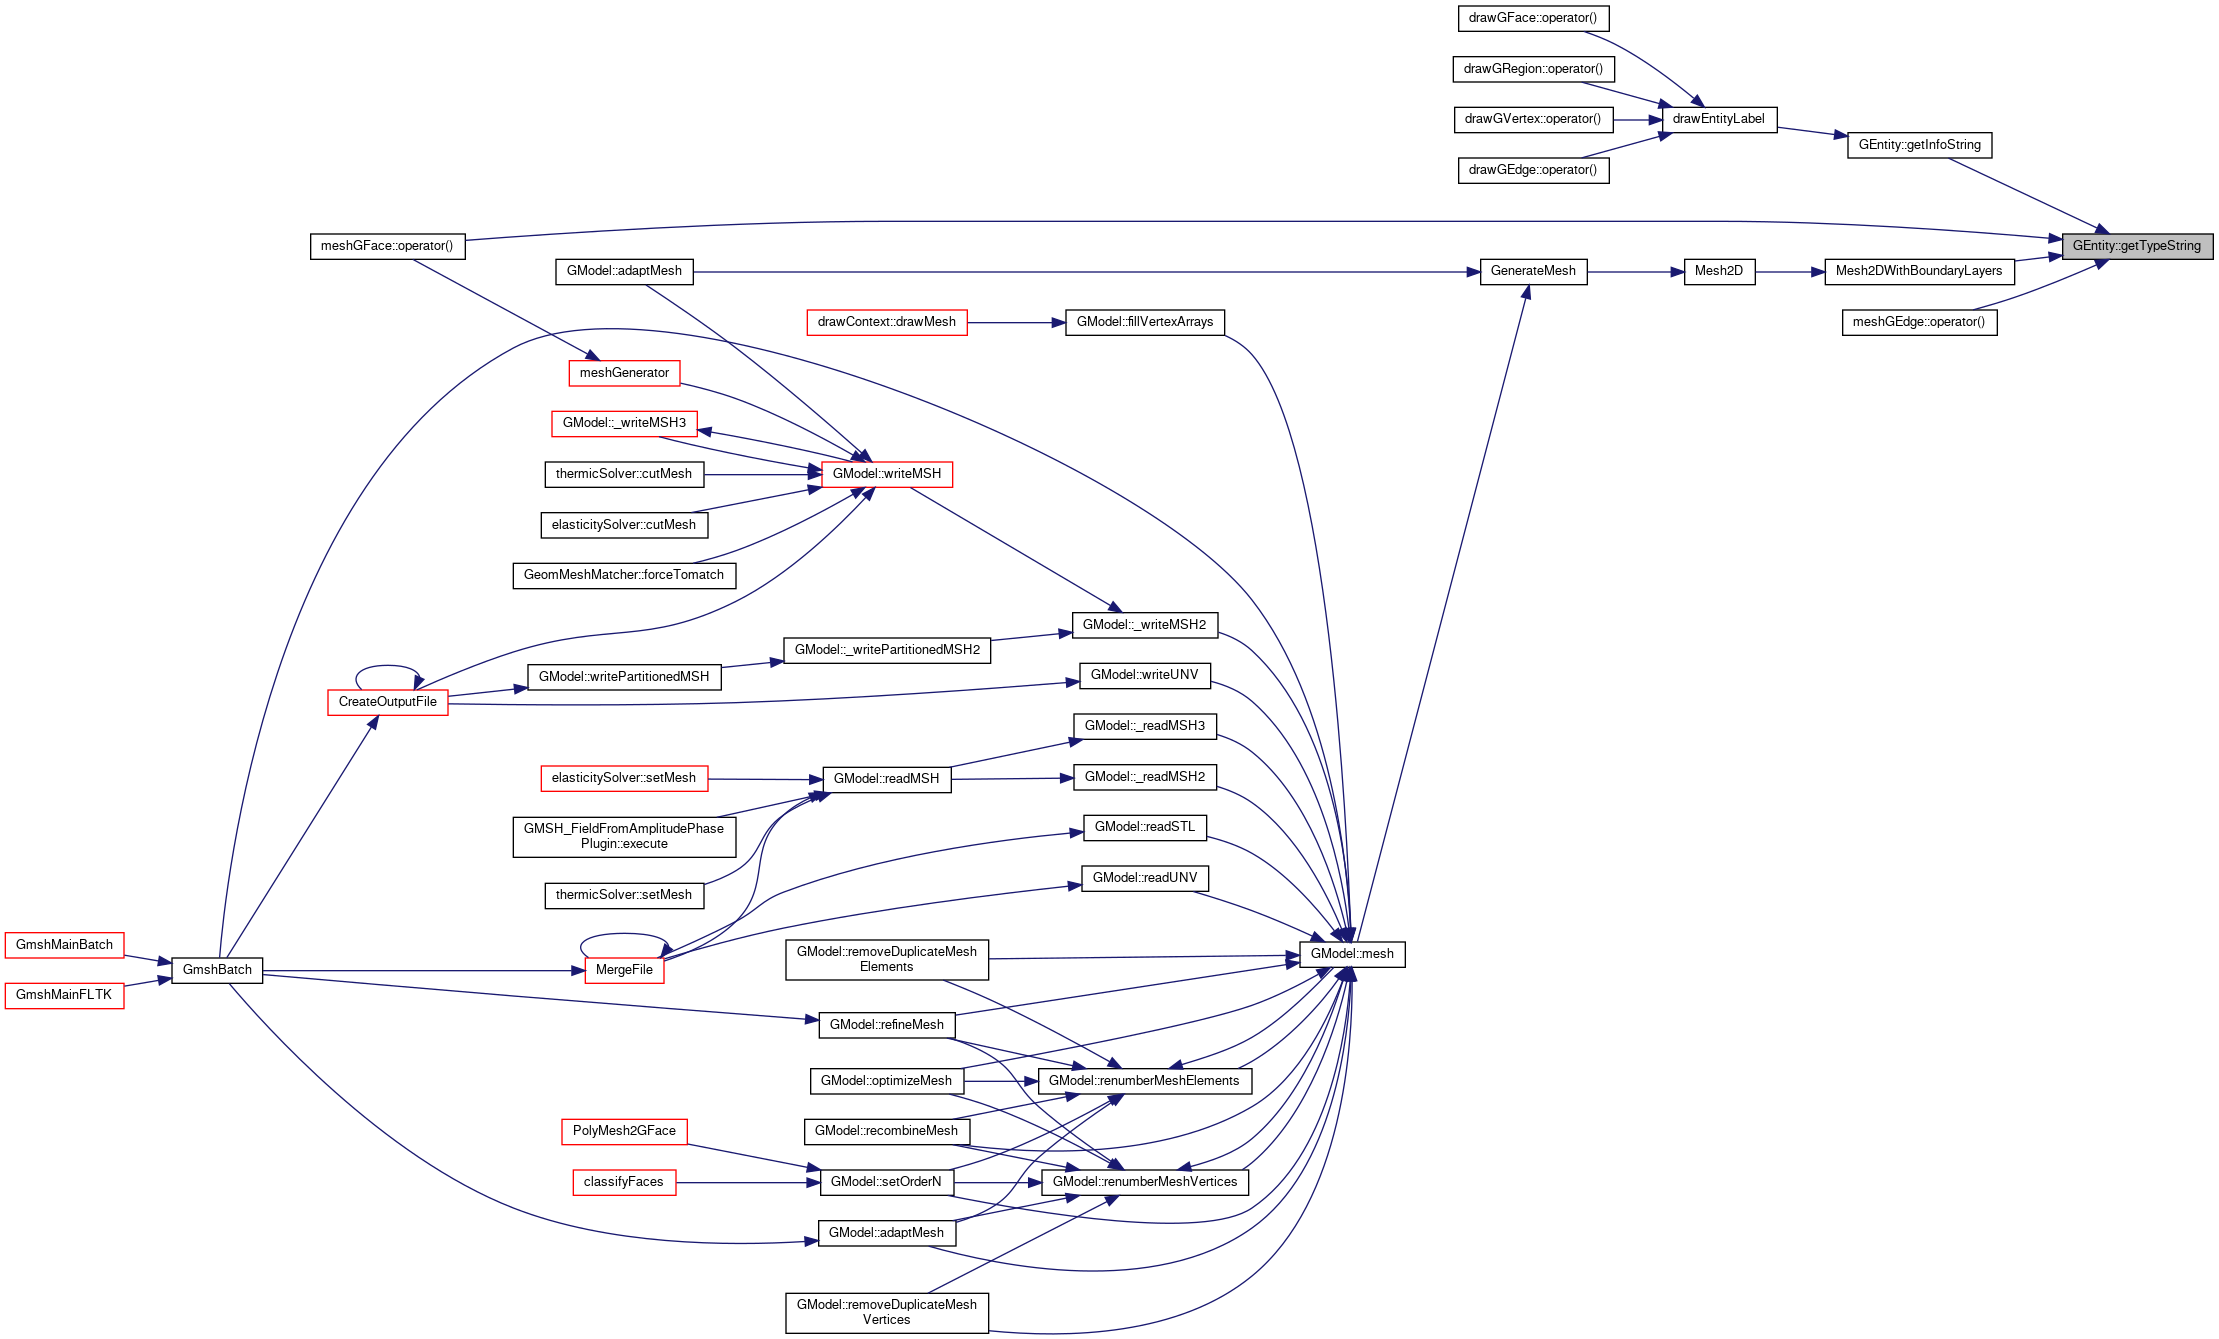 drawGFace::operator()
drawGRegion::operator()
drawGVertex::operator()
drawEntityLabel
GEntity::getInfoString
drawGEdge::operator()
meshGFace::operator()
GEntity::getTypeString
GModel::adaptMesh
GenerateMesh
Mesh2D
Mesh2DWithBoundaryLayers
drawContext::drawMesh
GModel::fillVertexArrays
meshGEdge::operator()
meshGenerator
GModel::_writeMSH3
thermicSolver::cutMesh
GModel::writeMSH
elasticitySolver::cutMesh
GeomMeshMatcher::forceTomatch
GModel::_writeMSH2
GModel::_writePartitionedMSH2
GModel::writePartitionedMSH
GModel::writeUNV
CreateOutputFile
GModel::_readMSH3
elasticitySolver::setMesh
GModel::readMSH
GModel::_readMSH2
GMSH_FieldFromAmplitudePhase
Plugin::execute
GModel::readSTL
thermicSolver::setMesh
GModel::readUNV
GmshMainBatch
GmshBatch
MergeFile
GModel::removeDuplicateMesh
Elements
GModel::mesh
GmshMainFLTK
GModel::refineMesh
GModel::optimizeMesh
GModel::renumberMeshElements
PolyMesh2GFace
GModel::recombineMesh
classifyFaces
GModel::setOrderN
GModel::renumberMeshVertices
GModel::adaptMesh
GModel::removeDuplicateMesh
Vertices